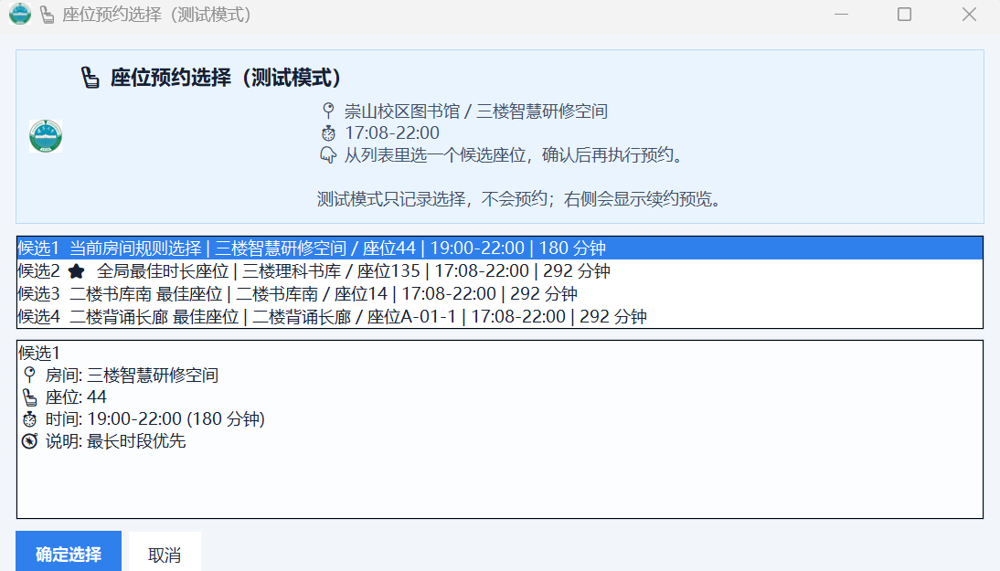 座位预约选择（测试模式）
座位预约选择（测试模式）
崇山校区图书馆 / 三楼智慧研修空间
17:08-22:00
从列表里选一个候选座位，确认后再执行预约。
测试模式只记录选择，不会预约；右侧会显示续约预览。
候选1 当前房间规则选择 | 三楼智慧研修空间 / 座位44 | 19:00-22:00 | 180 分钟
候选2 ★ 全局最佳时长座位 | 三楼理科书库 / 座位135 | 17:08-22:00 | 292 分钟
候选3 二楼书库南 最佳座位 | 二楼书库南 / 座位14 | 17:08-22:00 | 292 分钟
候选4 二楼背诵长廊 最佳座位 | 二楼背诵长廊 / 座位A-01-1 | 17:08-22:00 | 292 分钟
候选1
房间: 三楼智慧研修空间
座位: 44
时间: 19:00-22:00 (180 分钟)
说明: 最长时段优先
确定选择 取消